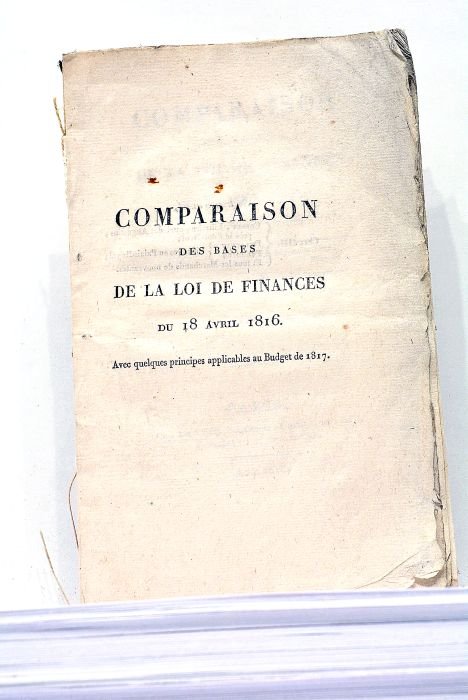 COMPARAISON
DES BASES
DE LA LOI DE FINANCES
DU 18 AVRIL 1816.
Avec quelques principes applicables au Budget de 1817.